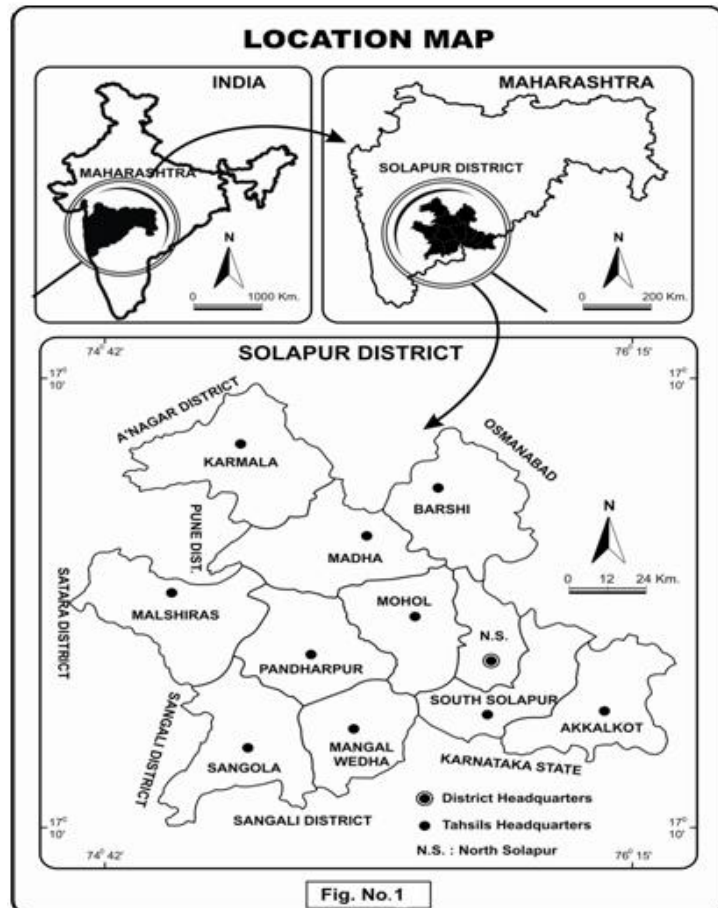 LOCATION MAP
INDIA
MAHARASHTRA
N
0 1000 Km.
MAHARASHTRA
SOLAPUR DISTRICT
N
0 200 Km.
SOLAPUR DISTRICT
74° 42'
76° 15'
17°
10'
17°
10'
A'NAGAR DISTRICT
KARMALA
OSMANABAD
BARSHI
PUNE DIST.
MADHA
N
0 12 24 Km.
SATARA DISTRICT
MALSHIRAS
MOHOL
N.S.
PANDHARPUR
SOUTH SOLAPUR
AKKALKOT
SANGALI DISTRICT
SANGOLA
MANGAL
WEDHA
KARNATAKA STATE
SANGALI DISTRICT
District Headquarters
Tahsils Headquarters
N.S. : North Solapur
17°
10'
17°
10'
74° 42'
76° 15'
Fig. No.1